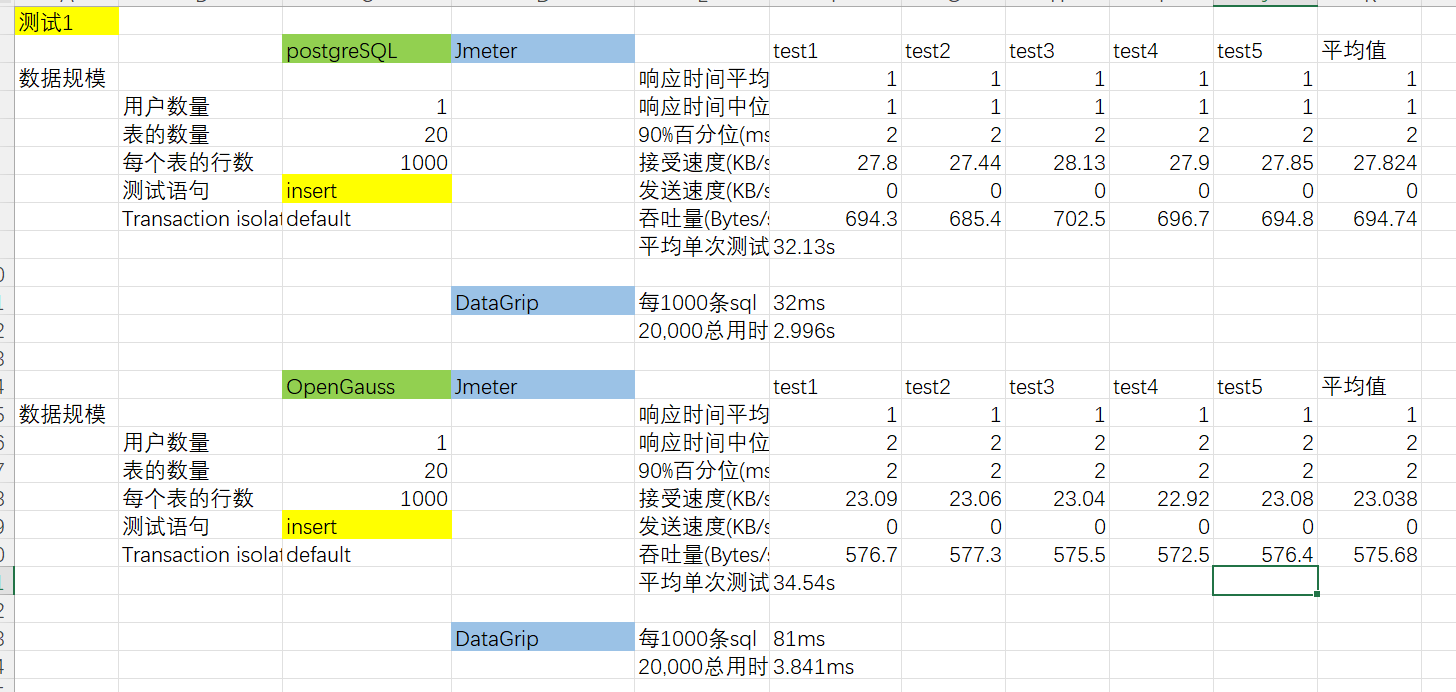 测试1
postgreSQL Jmeter test1 test2 test3 test4 test5 平均值
数据规模 响应时间平均 1 1 1 1 1 1
用户数量 1 响应时间中位 1 1 1 1 1 1
表的数量 20 90%百分位(ms 2 2 2 2 2 2
每个表的行数 1000 接受速度(KB/s 27.8 27.44 28.13 27.9 27.85 27.824
测试语句 insert 发送速度(KB/s 0 0 0 0 0 0
Transaction isolat default 吞吐量(Bytes/s 694.3 685.4 702.5 696.7 694.8 694.74
平均单次测试 32.13s
DataGrip 每1000条sql 32ms
20,000总用时 2.996s
OpenGauss Jmeter test1 test2 test3 test4 test5 平均值
数据规模 响应时间平均 1 1 1 1 1 1
用户数量 1 响应时间中位 2 2 2 2 2 2
表的数量 20 90%百分位(ms 2 2 2 2 2 2
每个表的行数 1000 接受速度(KB/s 23.09 23.06 23.04 22.92 23.08 23.038
测试语句 insert 发送速度(KB/s 0 0 0 0 0 0
Transaction isolat default 吞吐量(Bytes/s 576.7 577.3 575.5 572.5 576.4 575.68
平均单次测试 34.54s
DataGrip 每1000条sql 81ms
20,000总用时 3.841ms